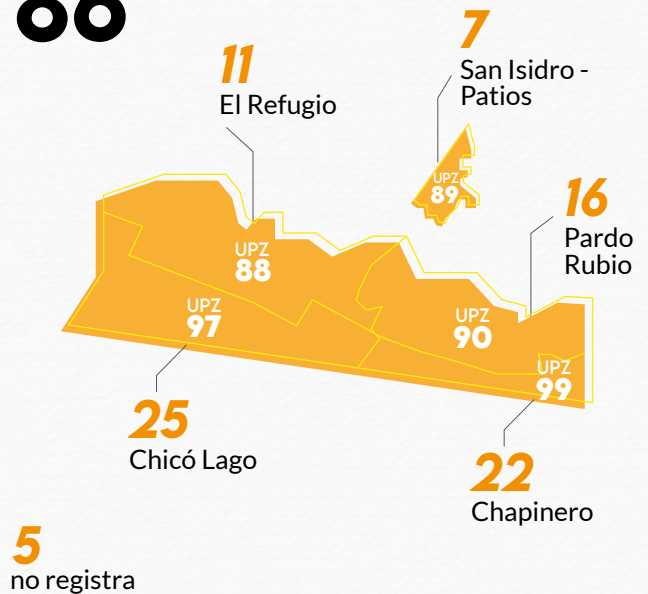 7
San Isidro -
Patios
11
El Refugio
UPZ
89
16
Pardo
Rubio
UPZ
88
UPZ
97
UPZ
90
UPZ
99
25
Chicó Lago
22
Chapinero
5
no registra